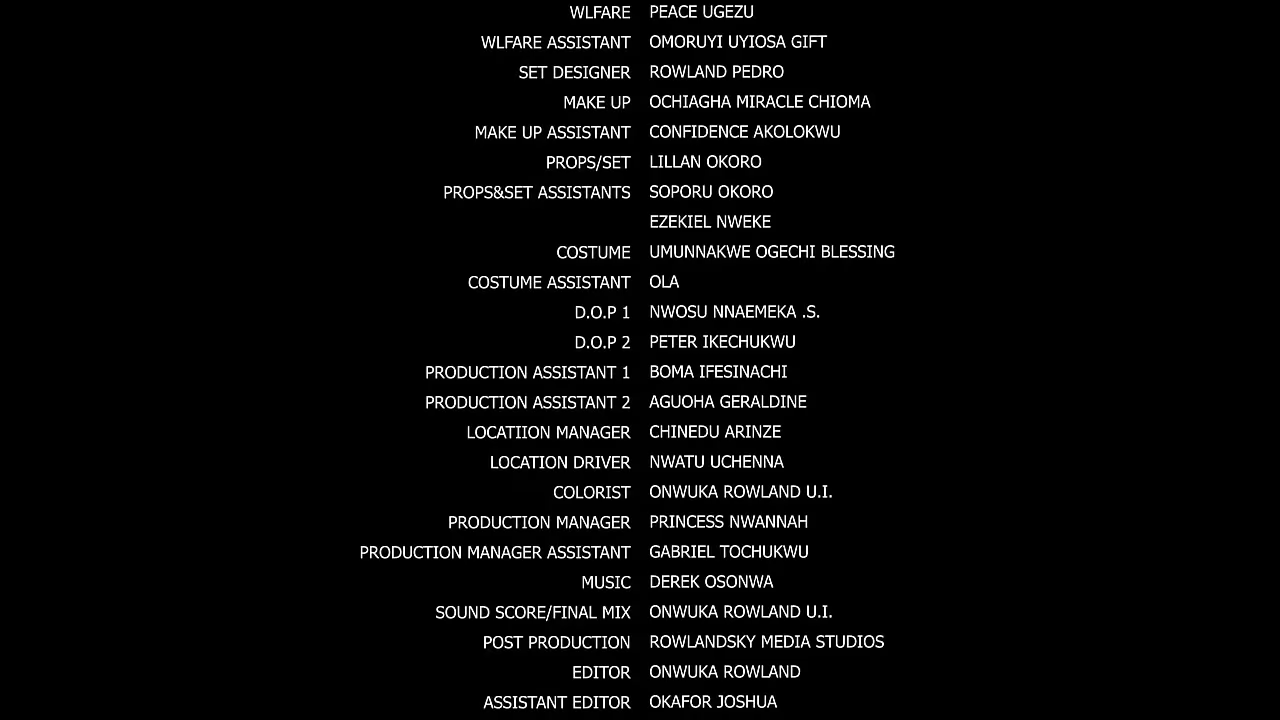 WLFARE PEACE UGEZU
WLFARE ASSISTANT OMORUYI UYIOSA GIFT
SET DESIGNER ROWLAND PEDRO
MAKE UP OCHIAGHA MIRACLE CHIOMA
MAKE UP ASSISTANT CONFIDENCE AKOLOKWU
PROPS/SET LILLAN OKORO
PROPS&SET ASSISTANTS SOPORU OKORO
EZEKIEL NWEKE
COSTUME UMUNNAKWE OGECHI BLESSING
COSTUME ASSISTANT OLA
D.O.P 1 NWOSU NNAEMEKA .S.
D.O.P 2 PETER IKECHUKWU
PRODUCTION ASSISTANT 1 BOMA IFESINACHI
PRODUCTION ASSISTANT 2 AGUOHA GERALDINE
LOCATIION MANAGER CHINEDU ARINZE
LOCATION DRIVER NWATU UCHENNA
COLORIST ONWUKA ROWLAND U.I.
PRODUCTION MANAGER PRINCESS NWANNAH
PRODUCTION MANAGER ASSISTANT GABRIEL TOCHUKWU
MUSIC DEREK OSONWA
SOUND SCORE/FINAL MIX ONWUKA ROWLAND U.I.
POST PRODUCTION ROWLANDSKY MEDIA STUDIOS
EDITOR ONWUKA ROWLAND
ASSISTANT EDITOR OKAFOR JOSHUA